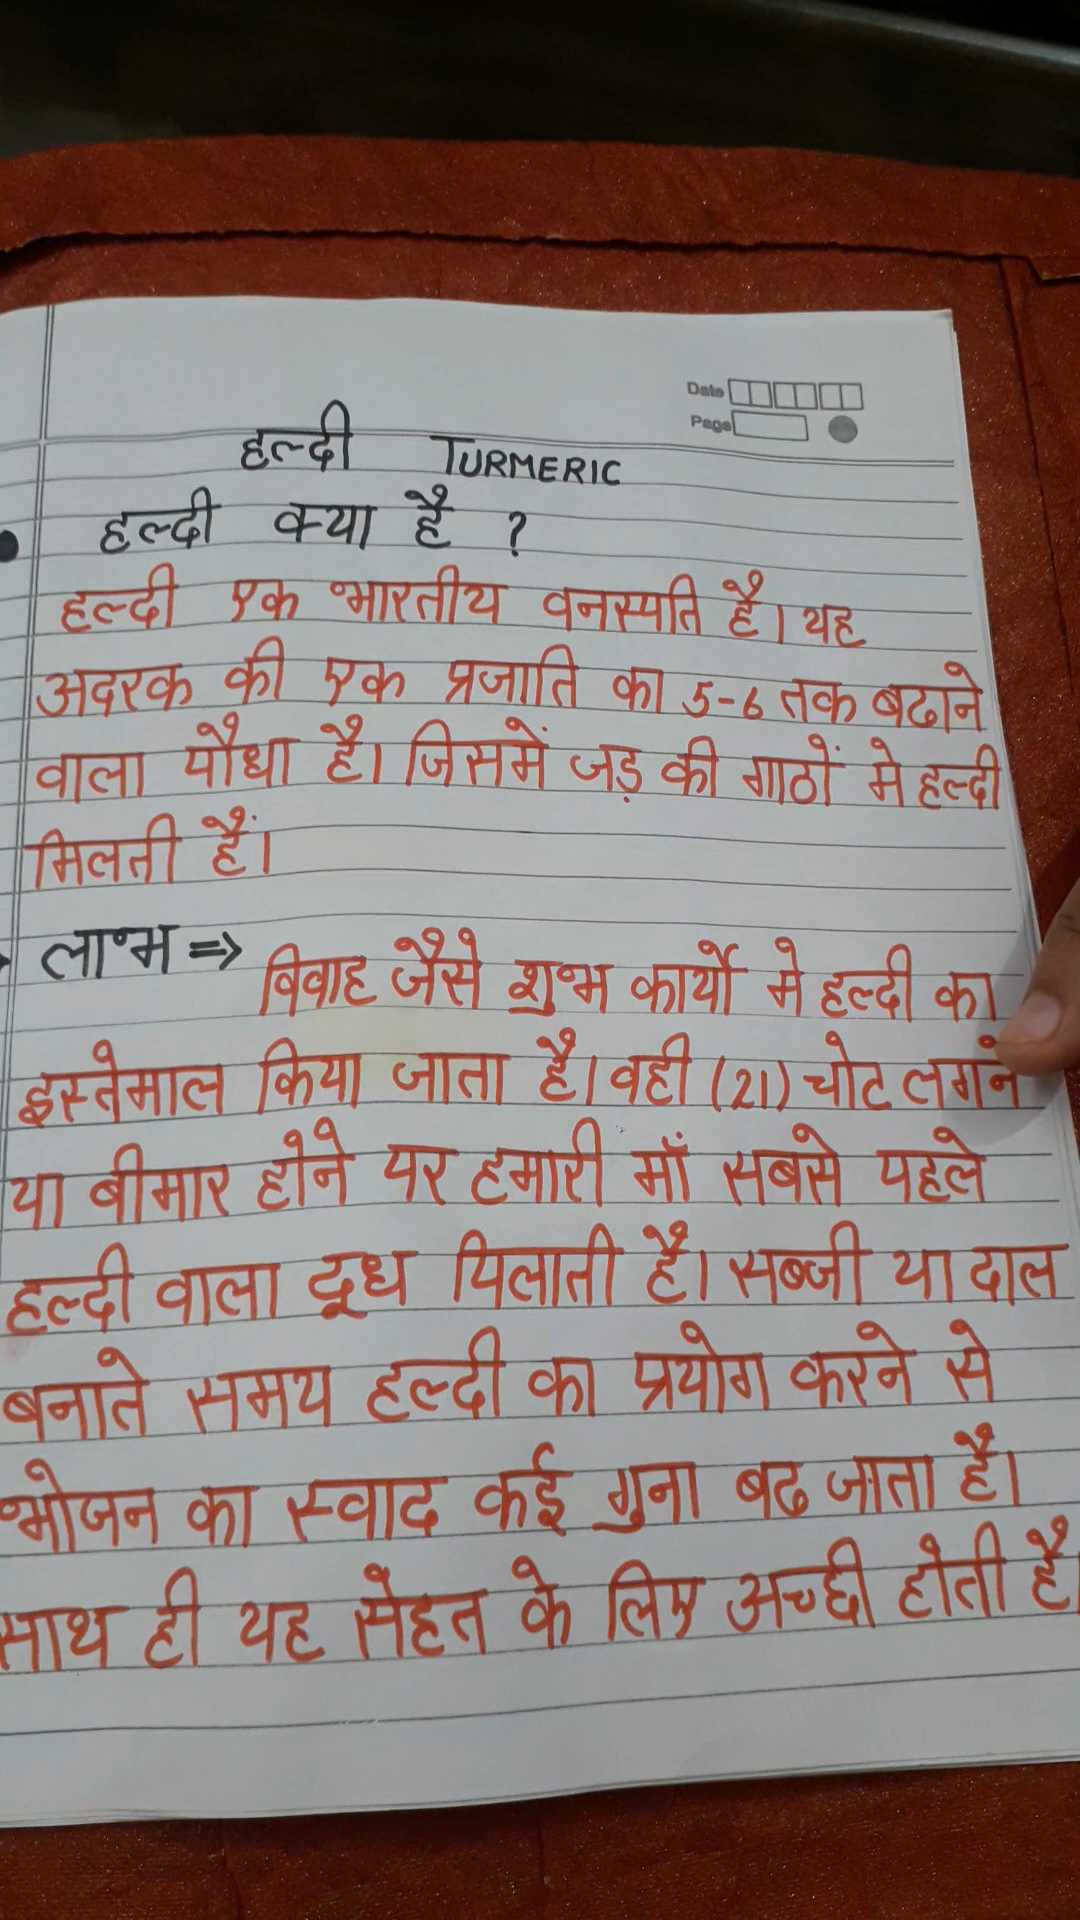 Date
Page
हल्दी TURMERIC
हल्दी क्या है ?
हल्दी एक भारतीय वनस्पति है। यह
अदरक की एक प्रजाति का 5-6 तक बढाने
वाला पौधा है। जिसमें जड़ की गाठों मे हल्दी
मिलती हैं।
लाभ ⇒
विवाह जैसे शुभ कार्यो मे हल्दी का
इस्तेमाल किया जाता है। वही (21) चोट लगने
या बीमार होने पर हमारी माँ सबसे पहले
हल्दी वाला दूध पिलाती है। सब्जी या दाल
बनाते समय हल्दी का प्रयोग करने से
भोजन का स्वाद कई गुना बढ जाता है।
साथ ही यह सेहत के लिए अच्छी होती है।